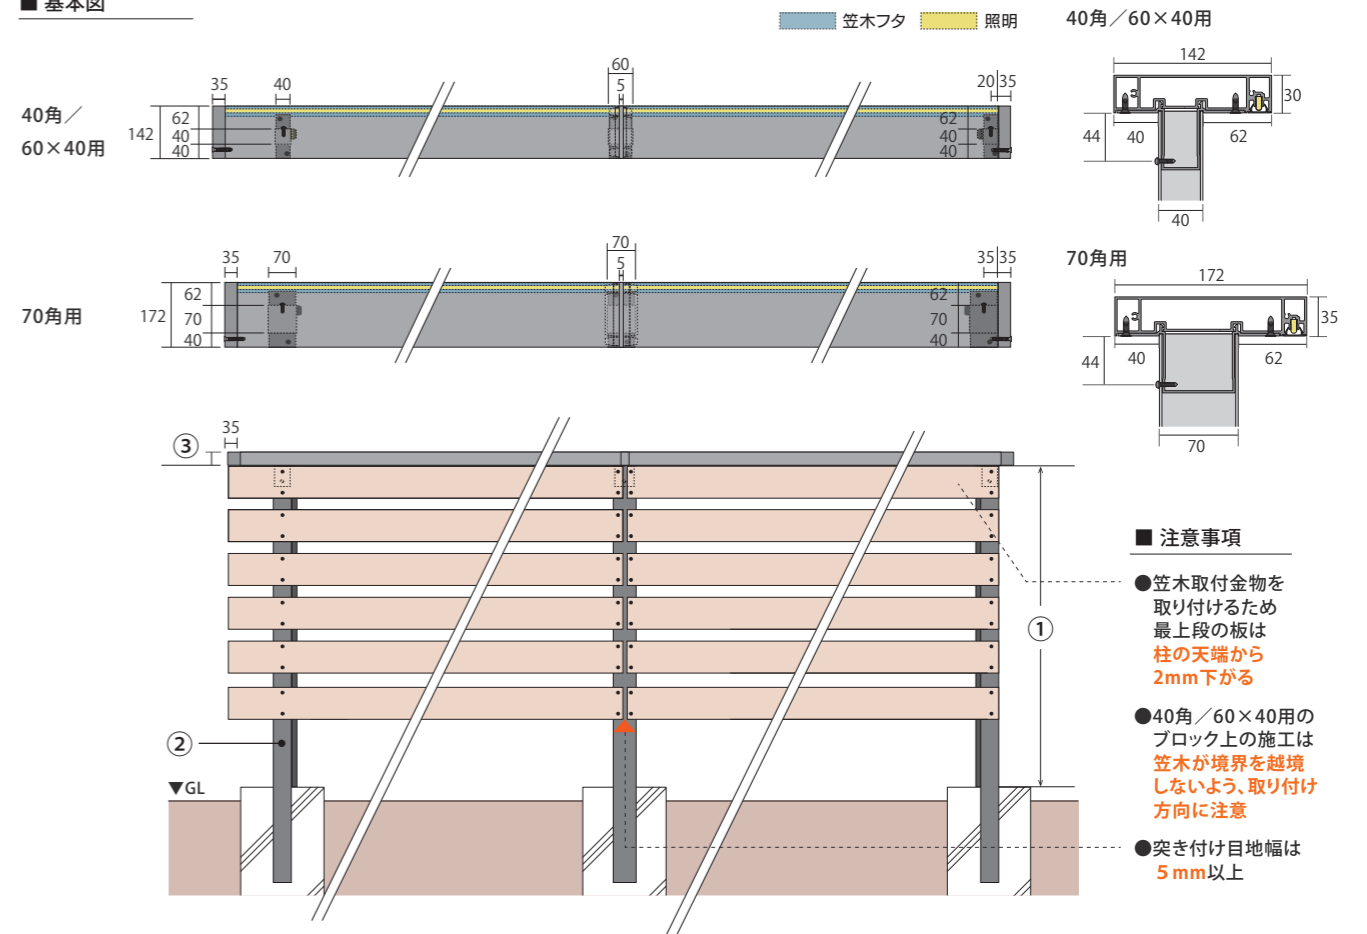 ■ 基本図
笠木フタ
照明
40角／60×40用
40角／
60×40用
35
40
60
5
20
35
142
62
40
40
62
40
40
142
30
44
40
62
40
70角用
35
70
70
5
35
35
172
62
70
40
62
70
40
70角用
172
35
44
40
62
70
③
35
①
②
▼GL
■ 注意事項
●笠木取付金物を
取り付けるため
最上段の板は
柱の天端から
2mm下がる
●40角／60×40用の
ブロック上の施工は
笠木が境界を越境
しないよう、取り付け
方向に注意
●突き付け目地幅は
5mm以上